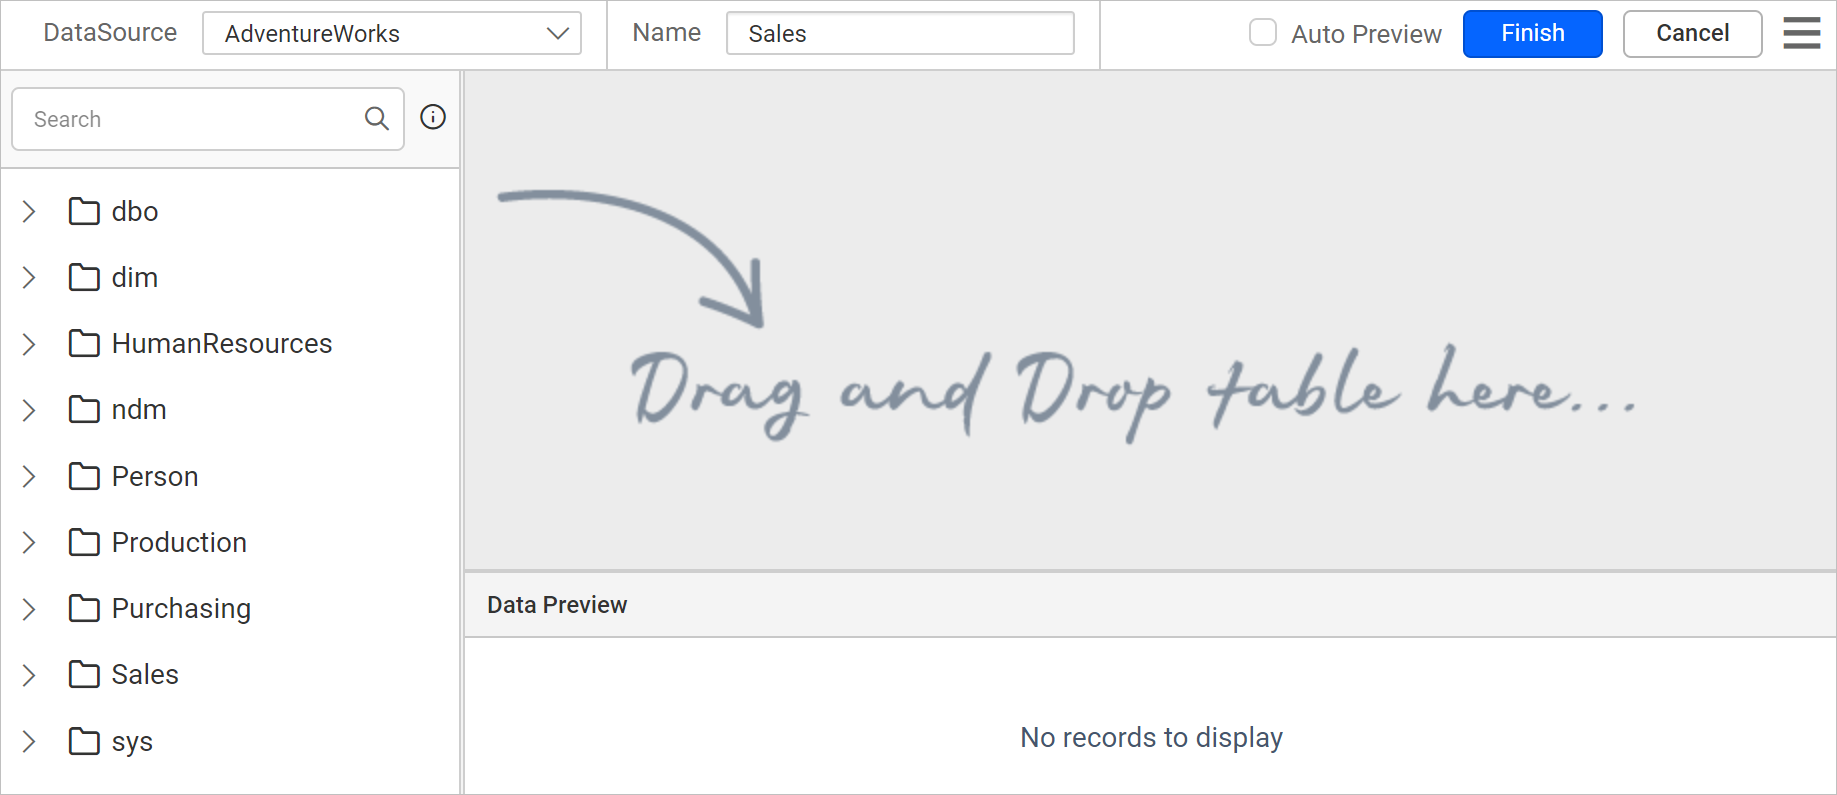 DataSource AdventureWorks Name Sales Auto Preview Finish Cancel
Search
dbo
dim
HumanResources
ndm
Person
Production
Purchasing
Sales
sys
Drag and Drop table here...
Data Preview
No records to display